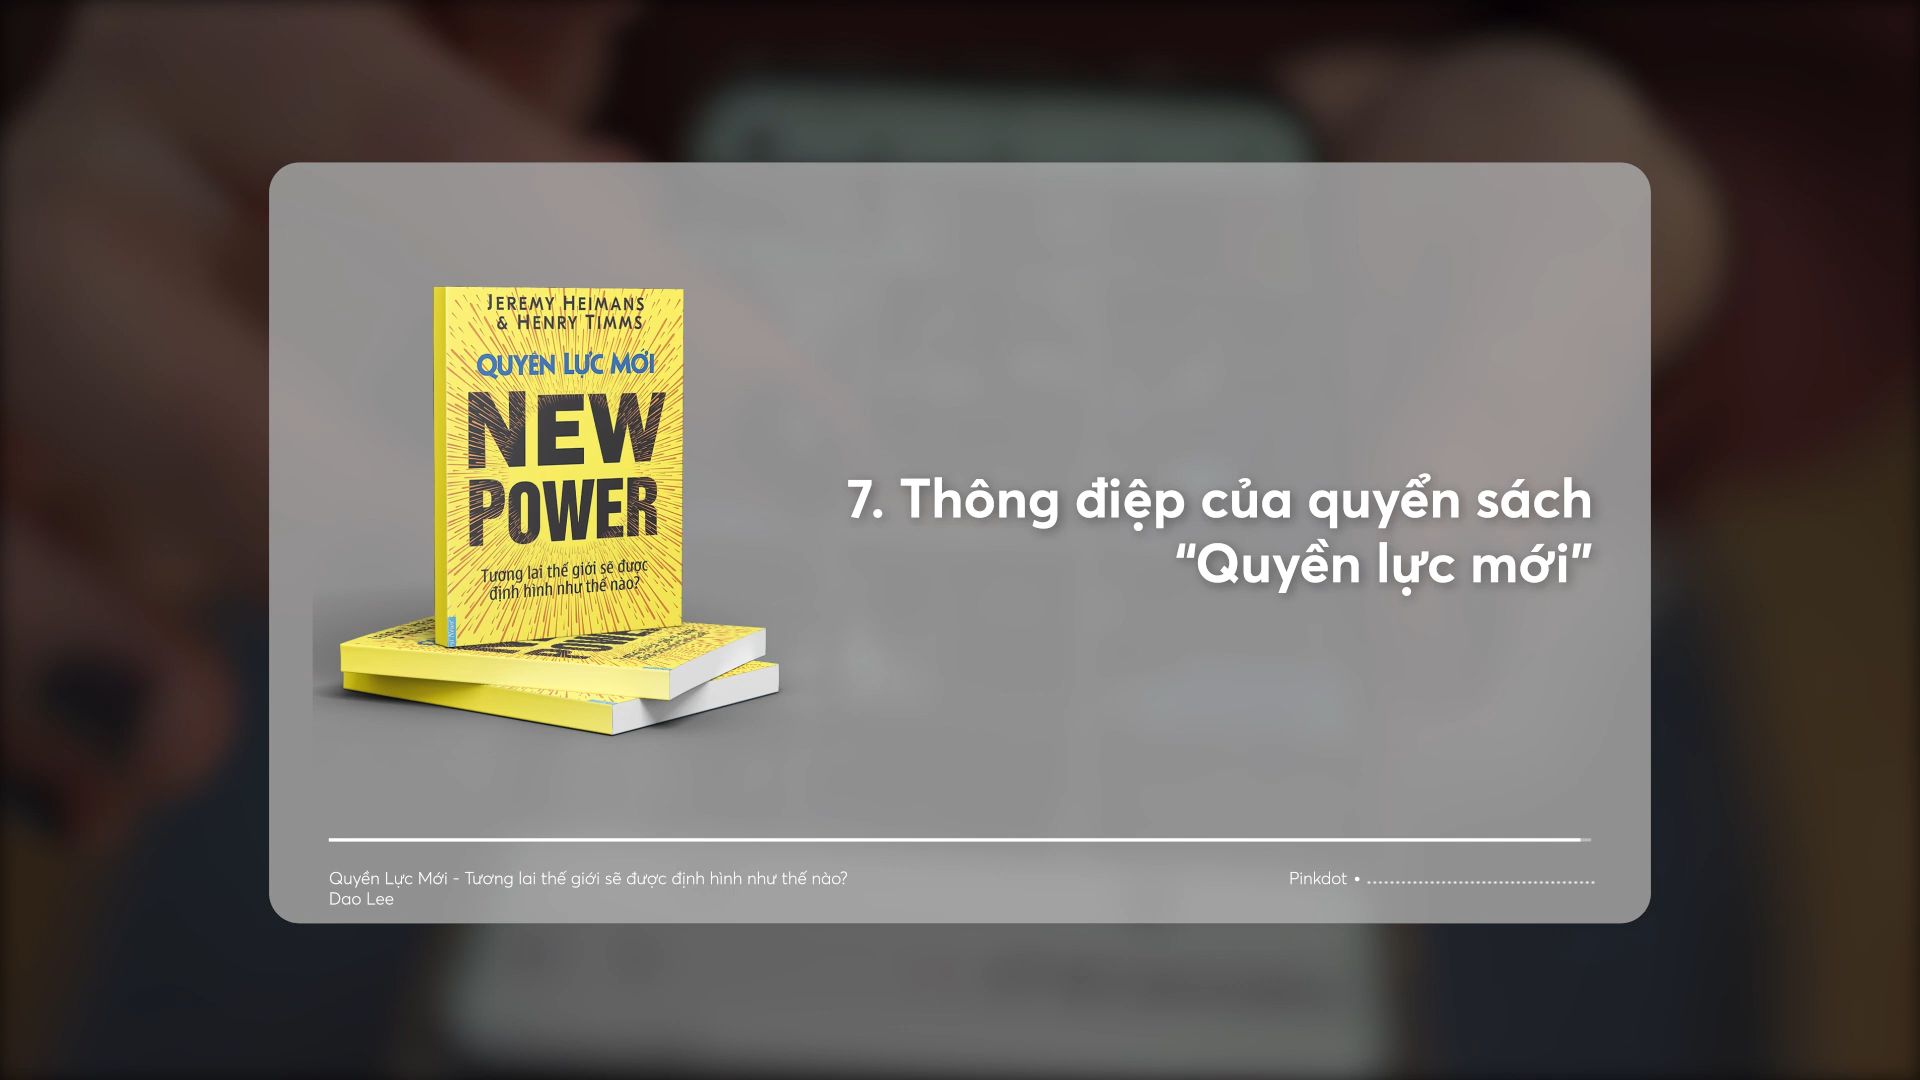 JEREMY HEIMANS
& HENRY TIMMS
QUYỀN LỰC MỚI
NEW
POWER
Tương lai thế giới sẽ được
định hình như thế nào?
7. Thông điệp của quyển sách
“Quyền lực mới”
Quyền Lực Mới - Tương lai thế giới sẽ được định hình như thế nào?
Dao Lee
Pinkdot •